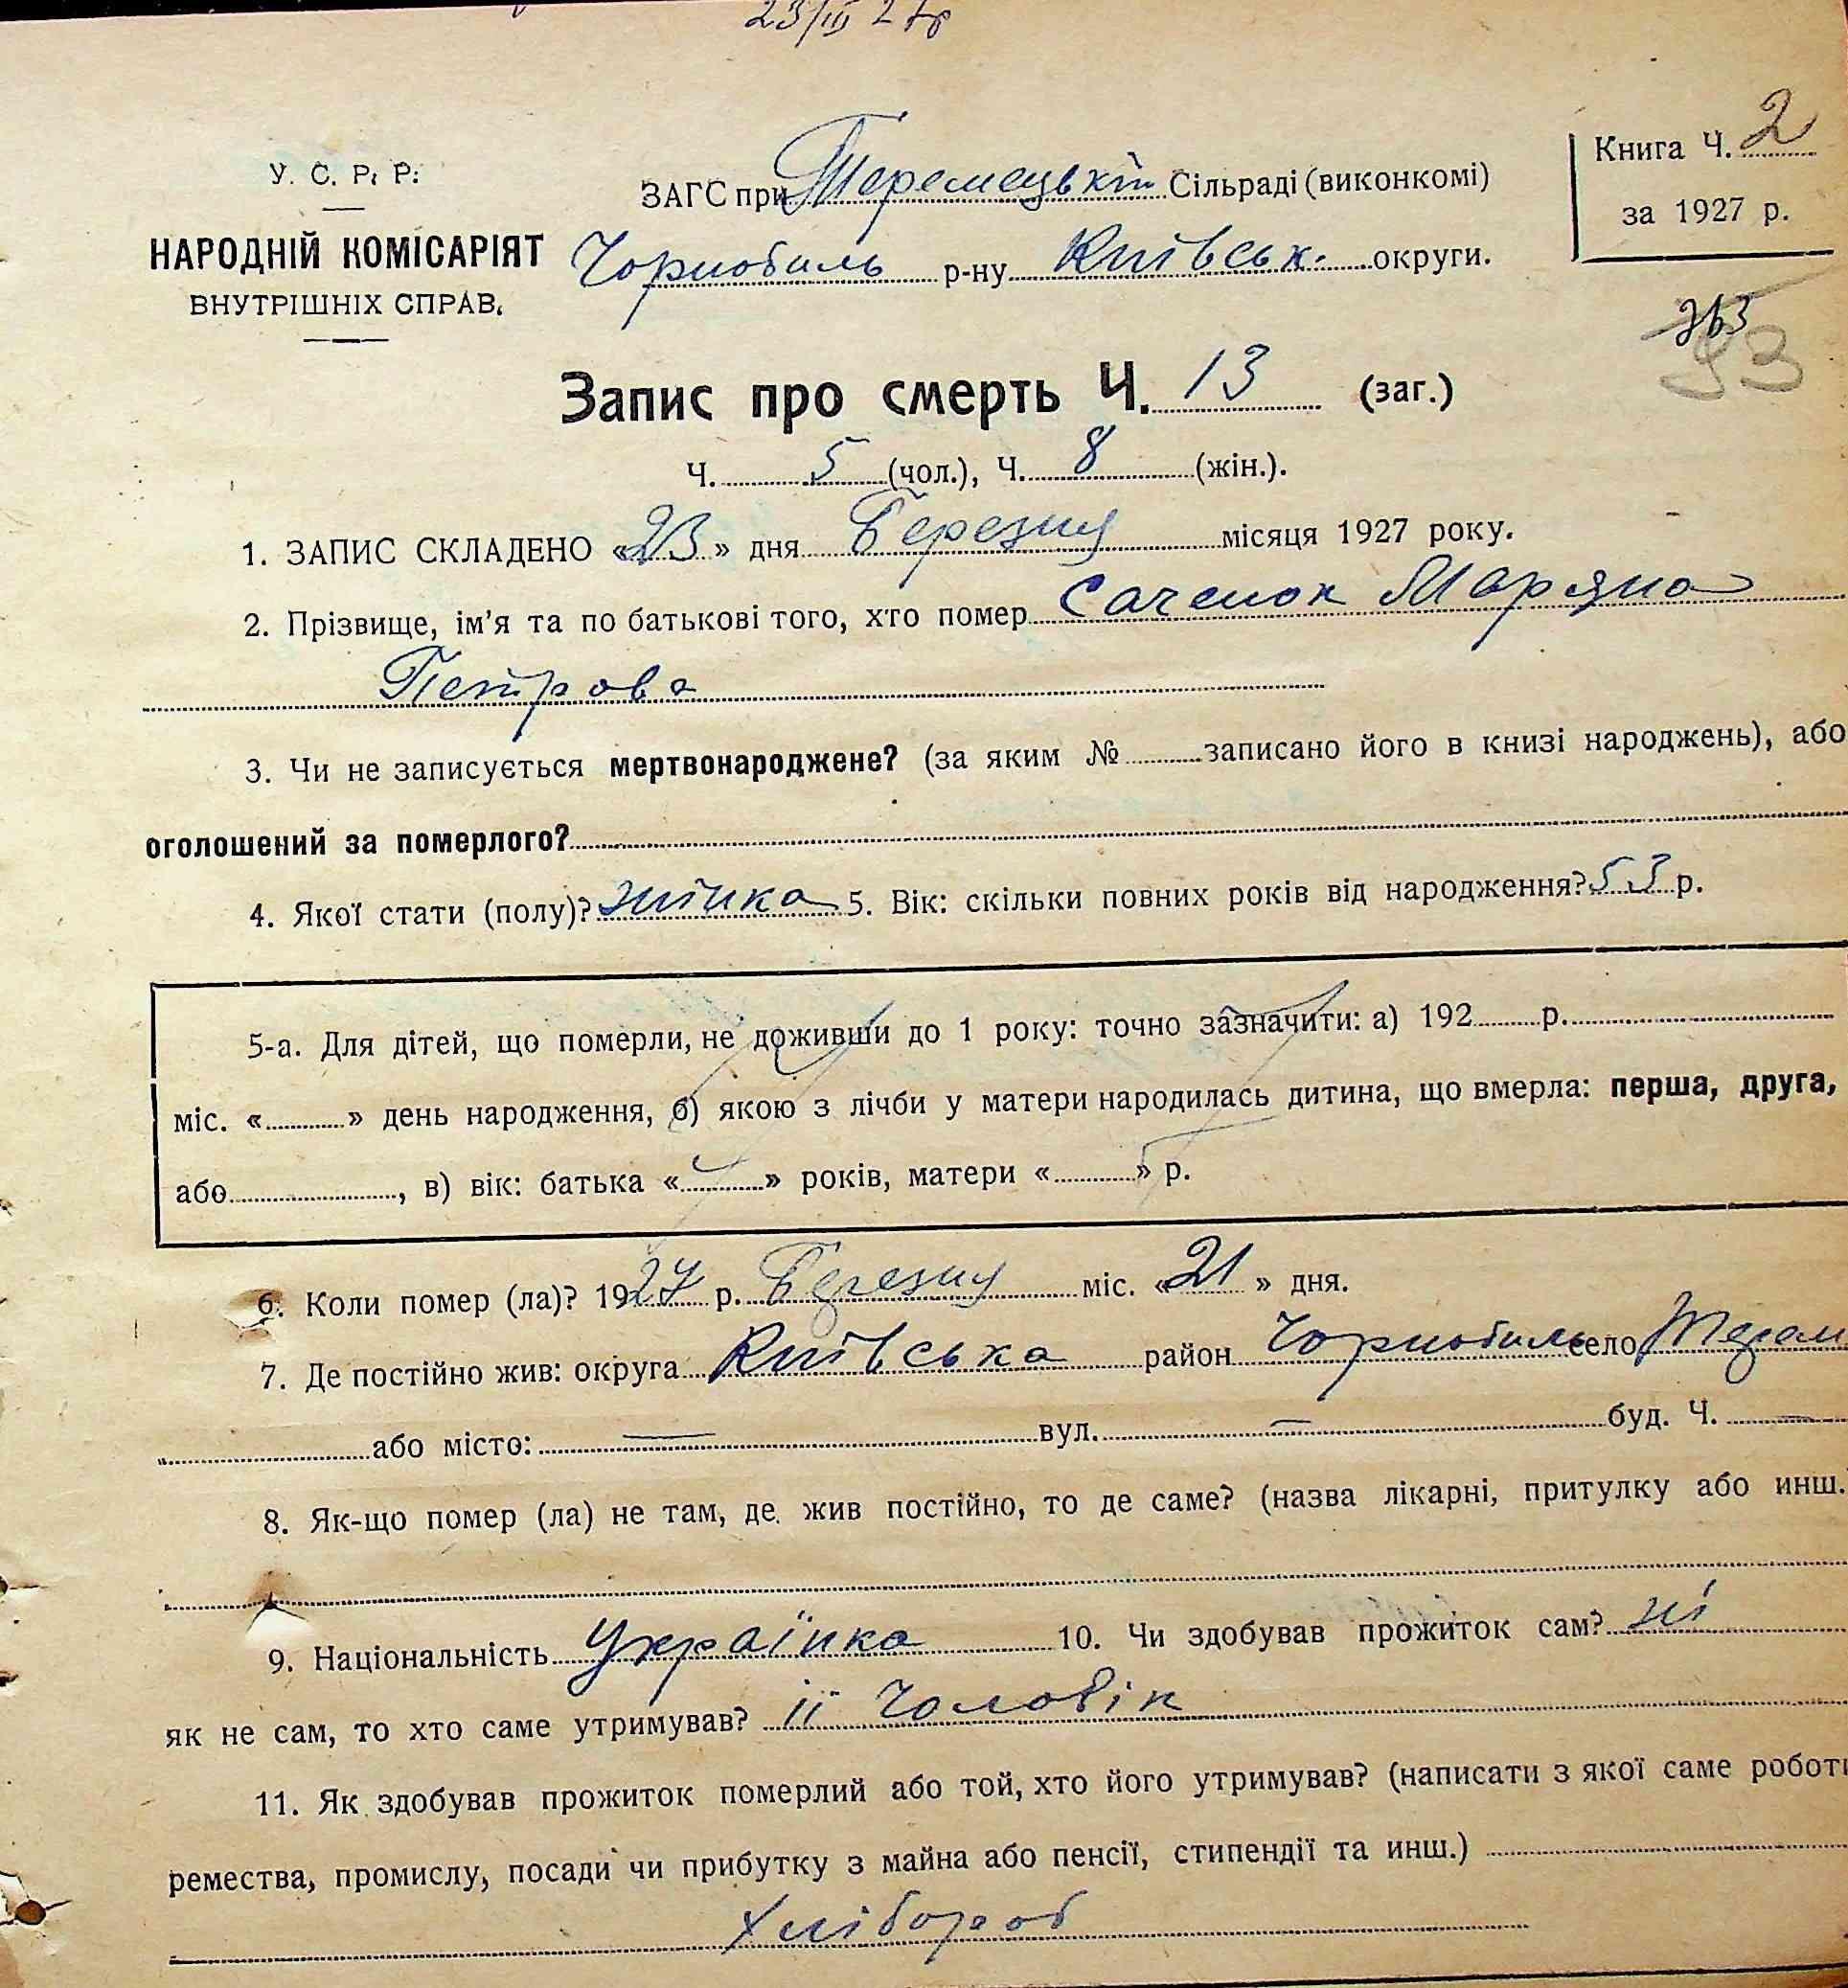 23/III 27р
У. С. Р. Р.
НАРОДНІЙ КОМІСАРІЯТ
ВНУТРІШНІХ СПРАВ.
ЗАГС при Теремецькій Сільраді (виконкомі)
Чорнобиль р-ну Київськ. округи.
Книга Ч. 2
за 1927 р.
93
Запис про смерть Ч. 13 (заг.)
Ч. 5 (чол.), Ч. 8 (жін.).
1. ЗАПИС СКЛАДЕНО «23» дня Березня місяця 1927 року.
2. Прізвище, ім'я та по батькові того, хто помер Саченок Маряна
Петрова
3. Чи не записується мертвонароджене? (за яким № записано його в книзі народжень), або
оголошений за померлого?
4. Якої стати (полу)? жінка 5. Вік: скільки повних років від народження? 53 р.
5-а. Для дітей, що померли, не доживши до 1 року: точно зазначити: а) 192 р.
міс. « » день народження, б) якою з лічби у матери народилась дитина, що вмерла: перша, друга,
або , в) вік: батька « » років, матери « » р.
6. Коли помер (ла)? 1927 р. Березня міс. «21» дня.
7. Де постійно жив: округа Київська район Чорнобиль село Терем
або місто: — вул. — буд. Ч. —
8. Як-що помер (ла) не там, де жив постійно, то де саме? (назва лікарні, притулку або инш.
9. Національність Українка 10. Чи здобував прожиток сам? ні
як не сам, то хто саме утримував? її чоловік
11. Як здобував прожиток померлий або той, хто його утримував? (написати з якої саме роботи
ремества, промислу, посади чи прибутку з майна або пенсії, стипендії та инш.)
Хлібороб